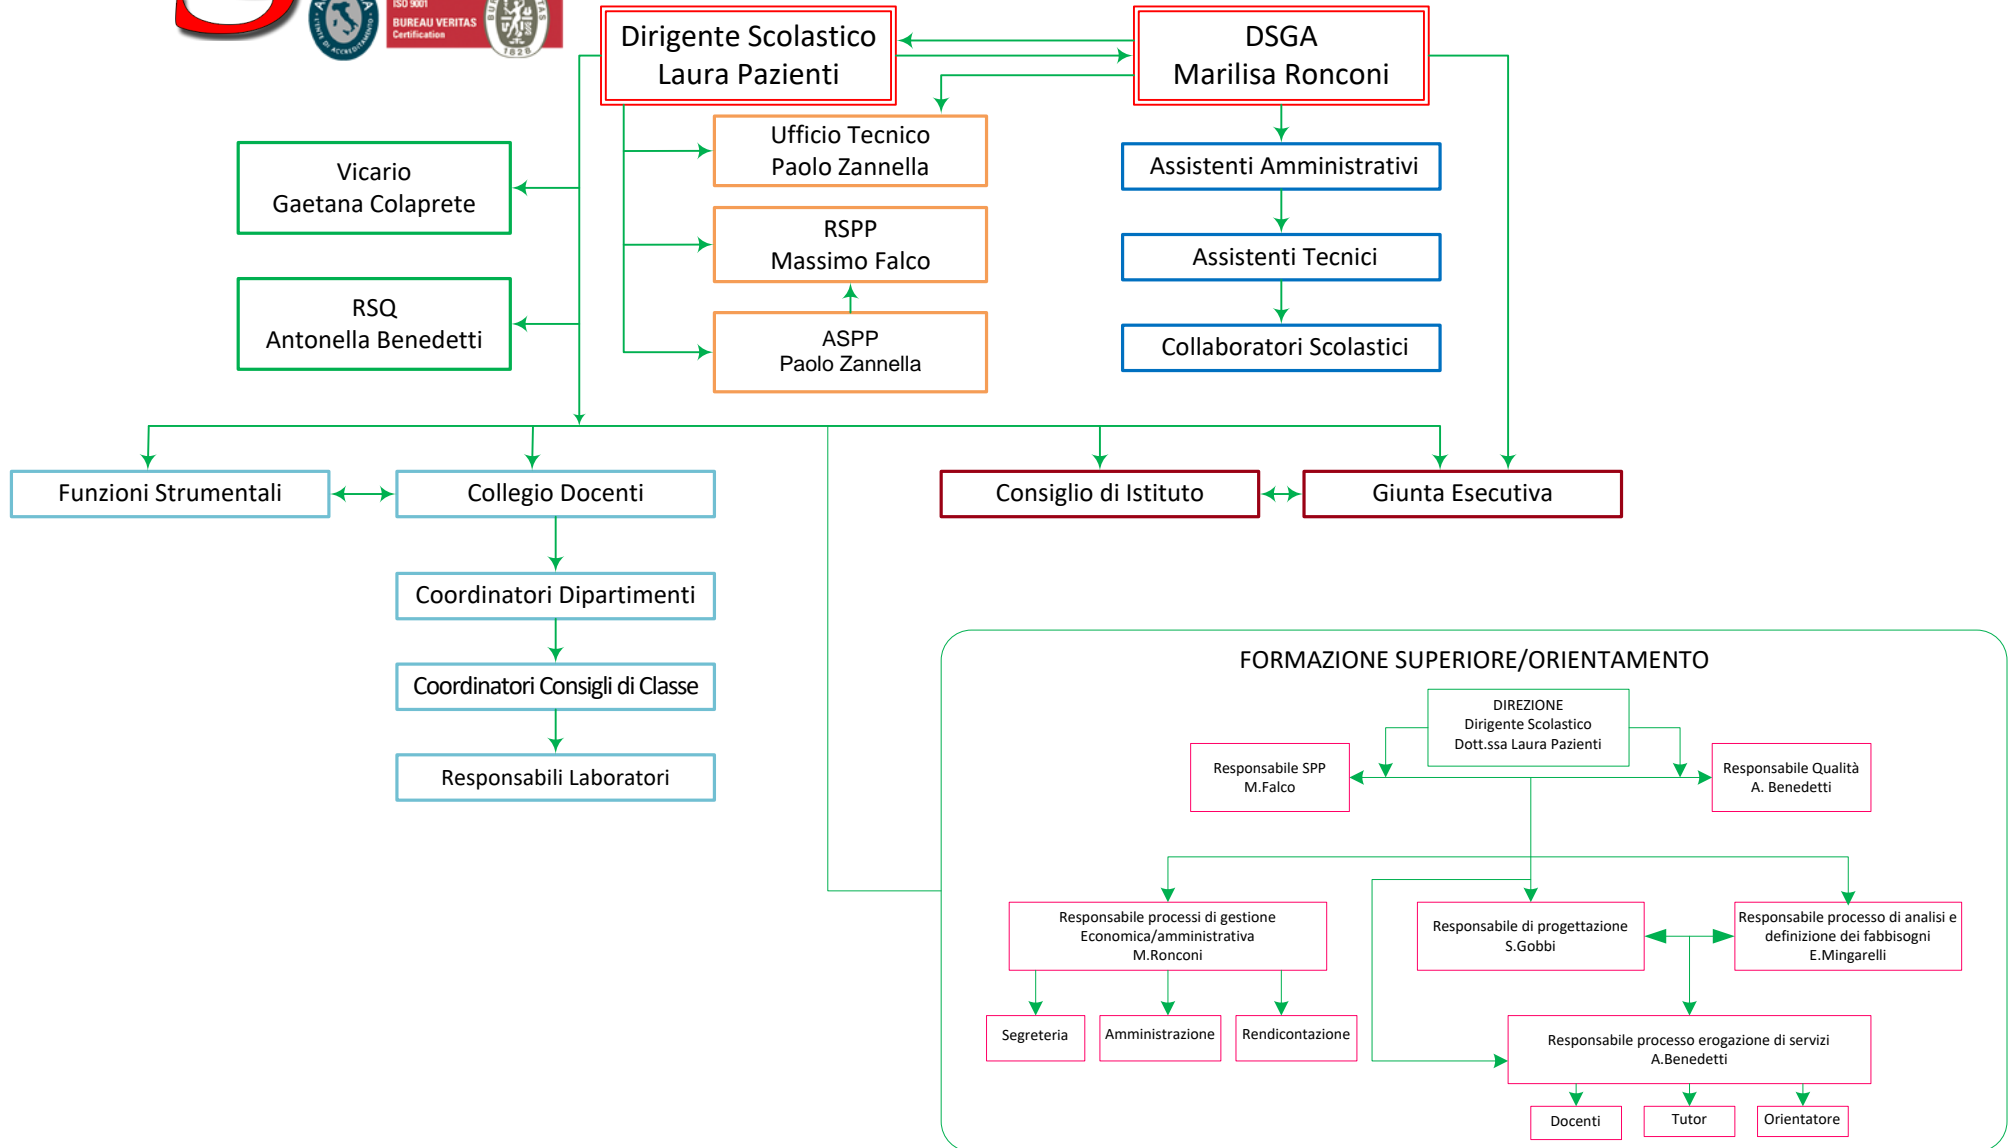 ISO 9001
BUREAU VERITAS
Certification
1828
Dirigente Scolastico
Laura Pazienti
DSGA
Marilisa Ronconi
Ufficio Tecnico
Paolo Zannella
Vicario
Gaetana Colaprete
Assistenti Amministrativi
RSPP
Massimo Falco
Assistenti Tecnici
RSQ
Antonella Benedetti
ASPP
Paolo Zannella
Collaboratori Scolastici
Funzioni Strumentali
Collegio Docenti
Consiglio di Istituto
Giunta Esecutiva
Coordinatori Dipartimenti
Coordinatori Consigli di Classe
Responsabili Laboratori
FORMAZIONE SUPERIORE/ORIENTAMENTO
DIREZIONE
Dirigente Scolastico
Dott.ssa Laura Pazienti
Responsabile SPP
M.Falco
Responsabile Qualità
A. Benedetti
Responsabile processi di gestione
Economica/amministrativa
M.Ronconi
Responsabile di progettazione
S.Gobbi
Responsabile processo di analisi e
definizione dei fabbisogni
E.Mingarelli
Segreteria
Amministrazione
Rendicontazione
Responsabile processo erogazione di servizi
A.Benedetti
Docenti
Tutor
Orientatore